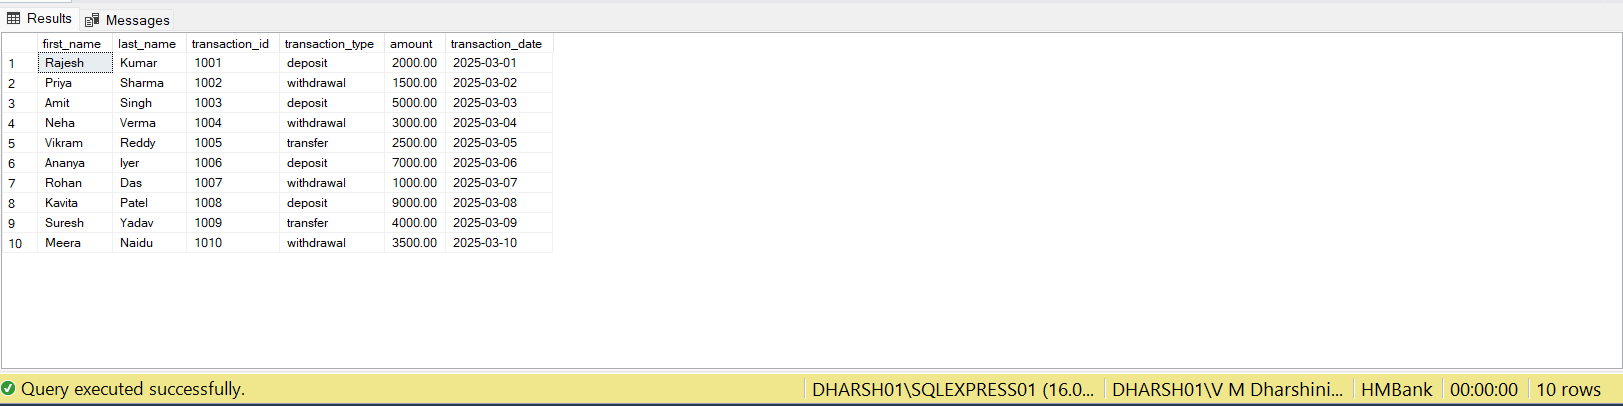 Results Messages
first_name last_name transaction_id transaction_type amount transaction_date
1 Rajesh Kumar 1001 deposit 2000.00 2025-03-01
2 Priya Sharma 1002 withdrawal 1500.00 2025-03-02
3 Amit Singh 1003 deposit 5000.00 2025-03-03
4 Neha Verma 1004 withdrawal 3000.00 2025-03-04
5 Vikram Reddy 1005 transfer 2500.00 2025-03-05
6 Ananya Iyer 1006 deposit 7000.00 2025-03-06
7 Rohan Das 1007 withdrawal 1000.00 2025-03-07
8 Kavita Patel 1008 deposit 9000.00 2025-03-08
9 Suresh Yadav 1009 transfer 4000.00 2025-03-09
10 Meera Naidu 1010 withdrawal 3500.00 2025-03-10
Query executed successfully. DHARSH01\SQLEXPRESS01 (16.0... DHARSH01\V M Dharshini... HMBank 00:00:00 10 rows